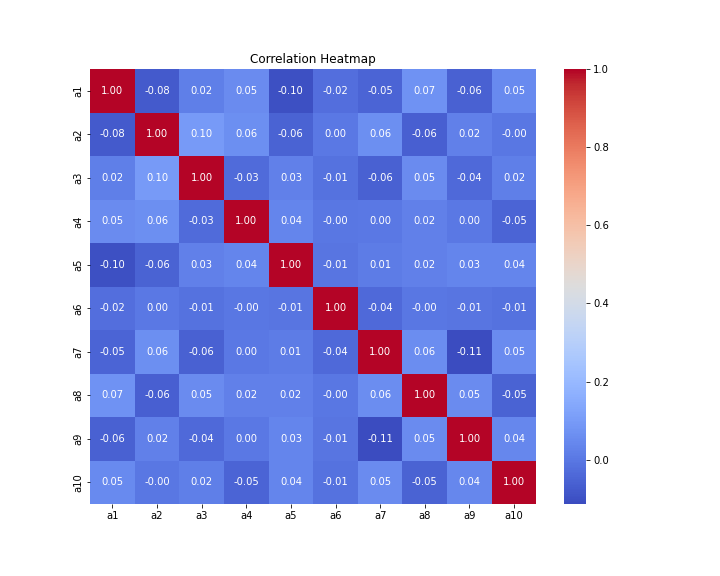 Correlation Heatmap
a1 1.00 -0.08 0.02 0.05 -0.10 -0.02 -0.05 0.07 -0.06 0.05
a2 -0.08 1.00 0.10 0.06 -0.06 0.00 0.06 -0.06 0.02 -0.00
a3 0.02 0.10 1.00 -0.03 0.03 -0.01 -0.06 0.05 -0.04 0.02
a4 0.05 0.06 -0.03 1.00 0.04 -0.00 0.00 0.02 0.00 -0.05
a5 -0.10 -0.06 0.03 0.04 1.00 -0.01 0.01 0.02 0.03 0.04
a6 -0.02 0.00 -0.01 -0.00 -0.01 1.00 -0.04 -0.00 -0.01 -0.01
a7 -0.05 0.06 -0.06 0.00 0.01 -0.04 1.00 0.06 -0.11 0.05
a8 0.07 -0.06 0.05 0.02 0.02 -0.00 0.06 1.00 0.05 -0.05
a9 -0.06 0.02 -0.04 0.00 0.03 -0.01 -0.11 0.05 1.00 0.04
a10 0.05 -0.00 0.02 -0.05 0.04 -0.01 0.05 -0.05 0.04 1.00
a1 a2 a3 a4 a5 a6 a7 a8 a9 a10
1.0
0.8
0.6
0.4
0.2
0.0